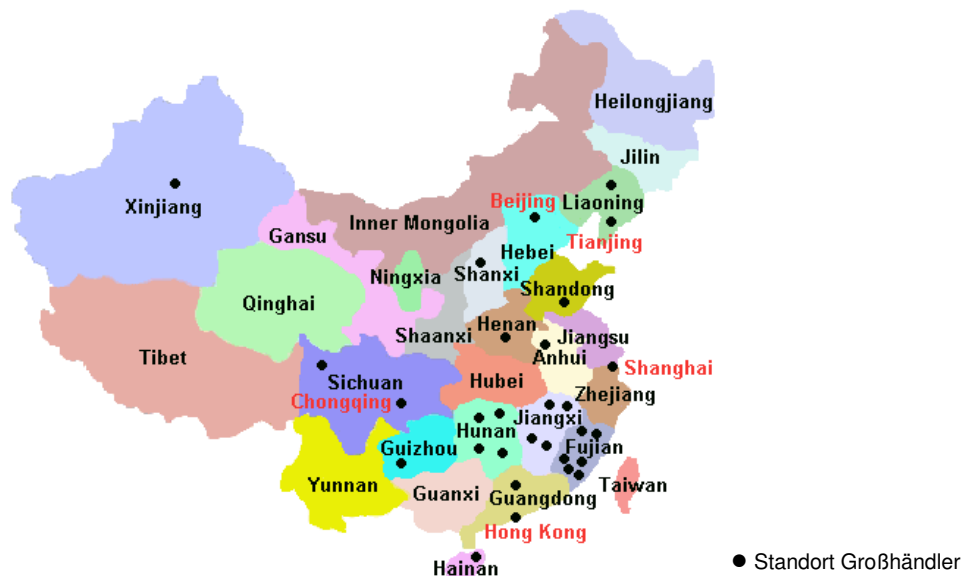 Heilongjiang
Jilin
Beijing
Liaoning
Xinjiang
Inner Mongolia
Gansu
Tianjing
Hebei
Ningxia
Shanxi
Shandong
Qinghai
Henan
Shaanxi
Jiangsu
Tibet
Anhui
Shanghai
Sichuan
Hubei
Zhejiang
Chongqing
Jiangxi
Hunan
Guizhou
Fujian
Yunnan
Guanxi
Taiwan
Guangdong
Hong Kong
Hainan
Standort Großhändler